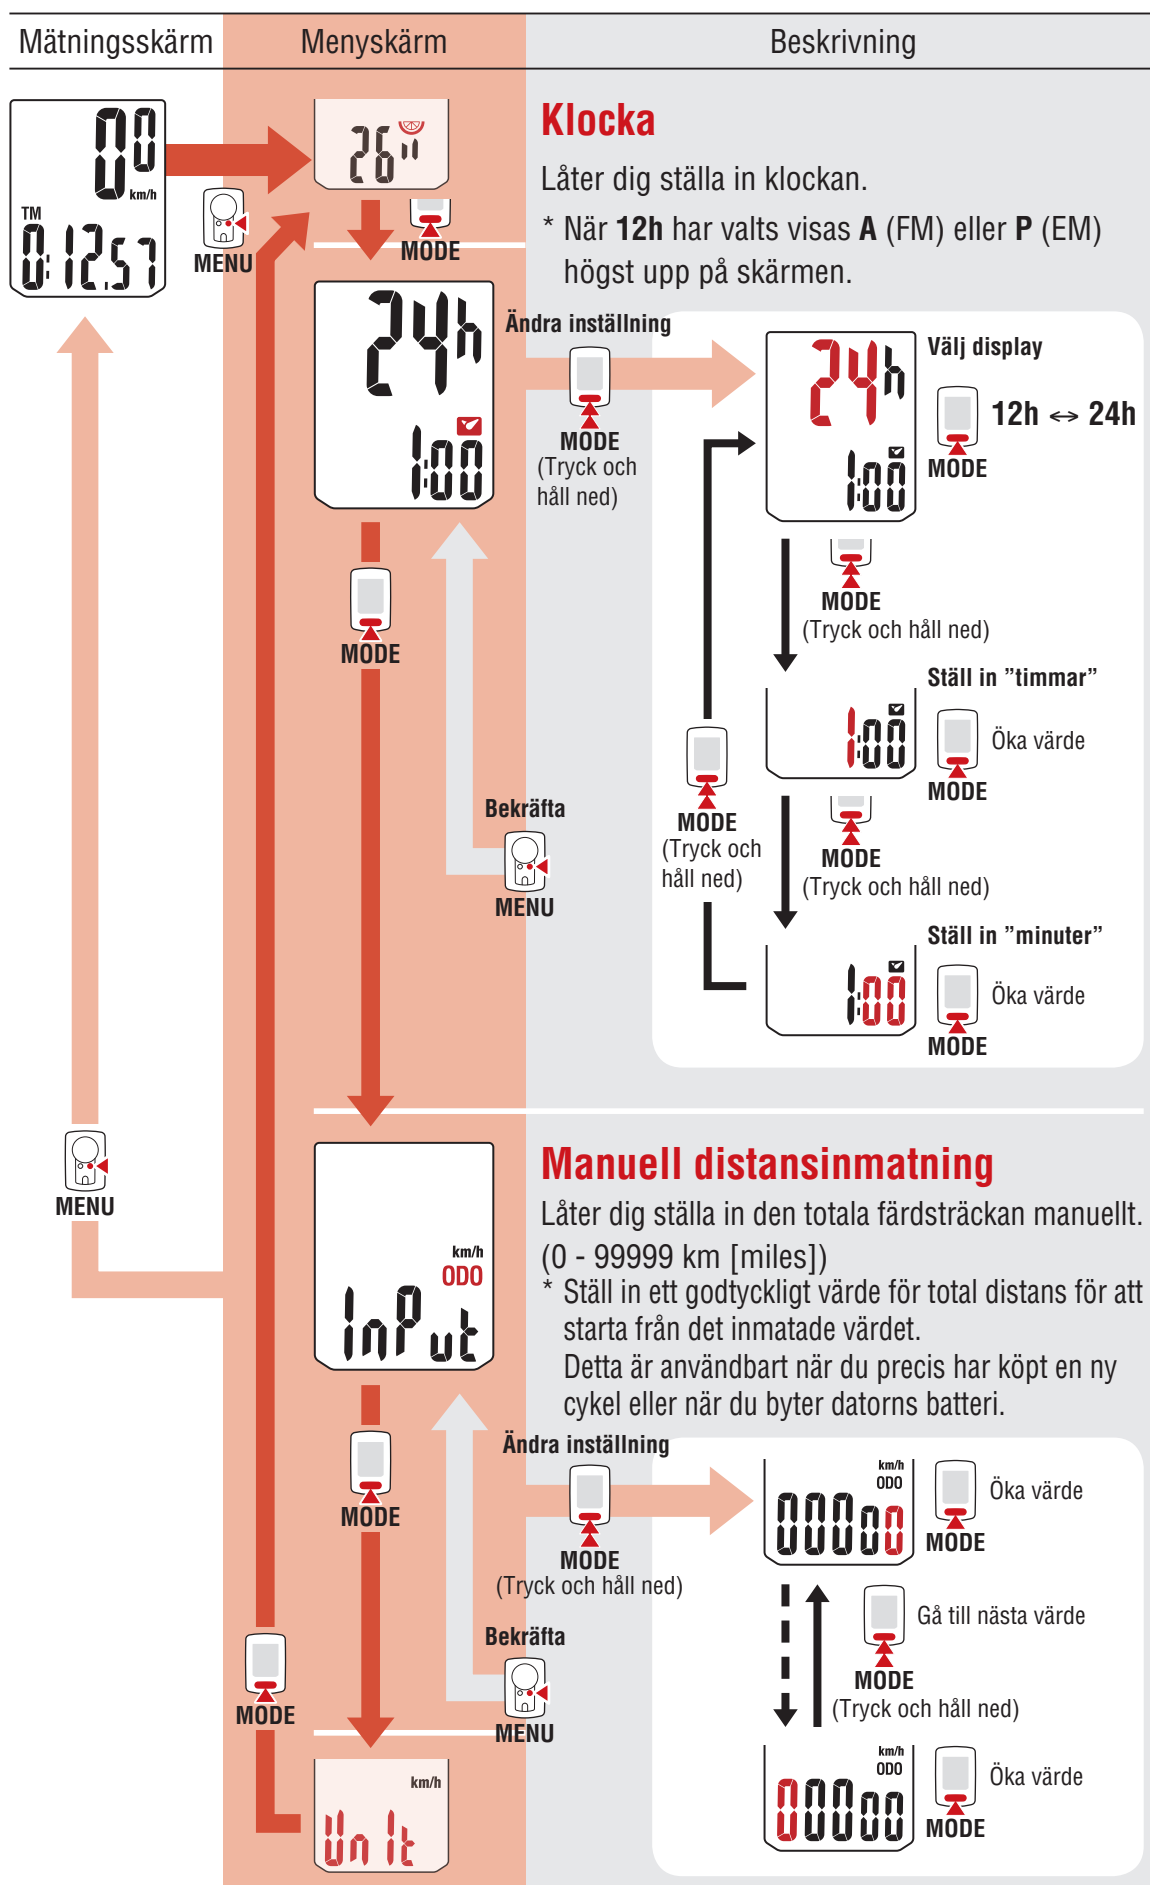 Mätningsskärm Menyskärm Beskrivning
00
km/h
TM
0:12,57
MENU
26"
MODE
Klocka
Låter dig ställa in klockan.
* När 12h har valts visas A (FM) eller P (EM)
högst upp på skärmen.
24h
1:00
Ändra inställning
MODE
(Tryck och
håll ned)
24h
1:00
Välj display
12h ↔ 24h
MODE
MODE
(Tryck och håll ned)
MODE
Ställ in ”timmar”
1:00
Öka värde
MODE
MODE
(Tryck och
håll ned)
MODE
(Tryck och håll ned)
Bekräfta
MENU
Ställ in ”minuter”
1:00
Öka värde
MODE
MENU
km/h
ODO
InPut
Manuell distansinmatning
Låter dig ställa in den totala färdsträckan manuellt.
(0 - 99999 km [miles])
* Ställ in ett godtyckligt värde för total distans för att
starta från det inmatade värdet.
Detta är användbart när du precis har köpt en ny
cykel eller när du byter datorns batteri.
MODE
Ändra inställning
MODE
(Tryck och håll ned)
km/h
ODO
00000
Öka värde
MODE
Gå till nästa värde
MODE
(Tryck och håll ned)
Bekräfta
MENU
MODE
km/h
Unit
km/h
ODO
00000
Öka värde
MODE